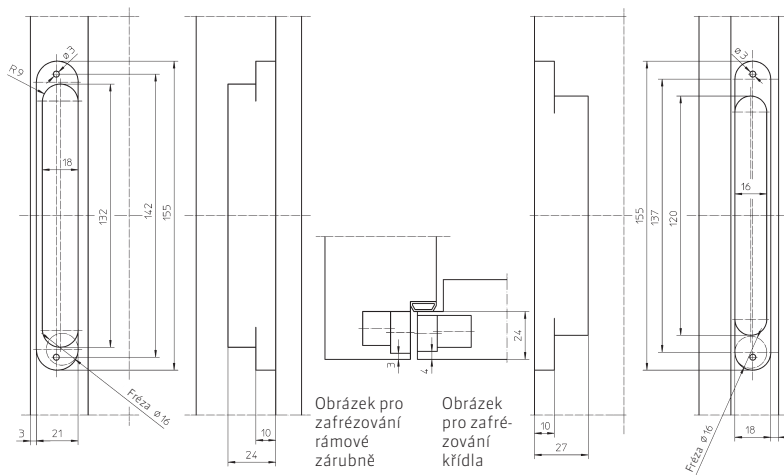 R9
ø3
18
132
142
155
Fréza ø16
3
21
10
24
3
4
24
Obrázek pro
zafrézování
rámové
zárubně
Obrázek
pro zafré-
zování
křídla
10
27
155
137
120
16
ø3
Fréza ø16
18